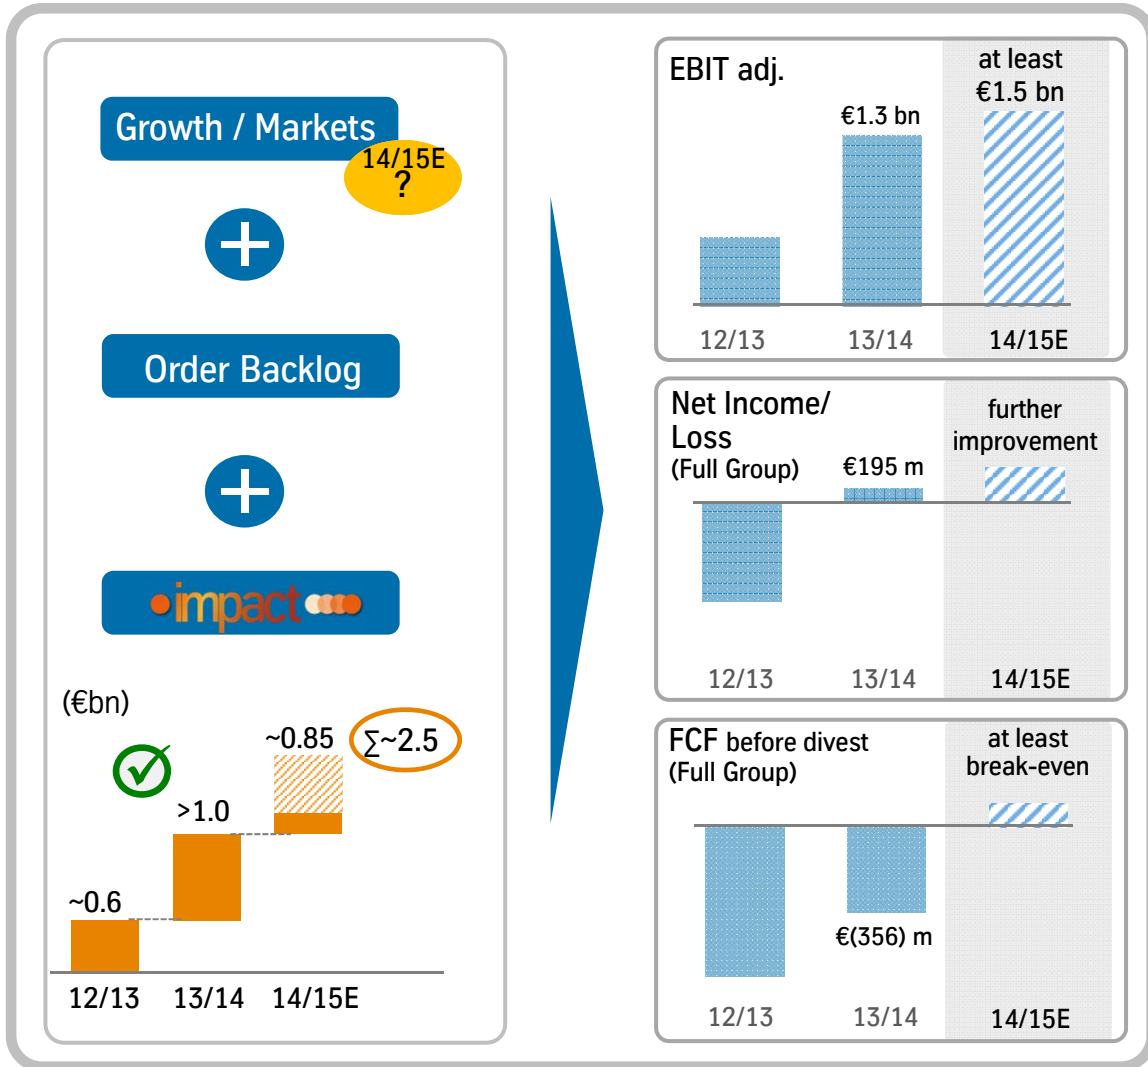 Growth / Markets
14/15E
?
+
Order Backlog
+
impact
(€bn)
~0.85
∑~2.5
>1.0
~0.6
12/13
13/14
14/15E
EBIT adj.
at least
€1.5 bn
€1.3 bn
12/13
13/14
14/15E
Net Income/
Loss
(Full Group)
further
improvement
€195 m
12/13
13/14
14/15E
FCF before divest
(Full Group)
at least
break-even
€(356) m
12/13
13/14
14/15E